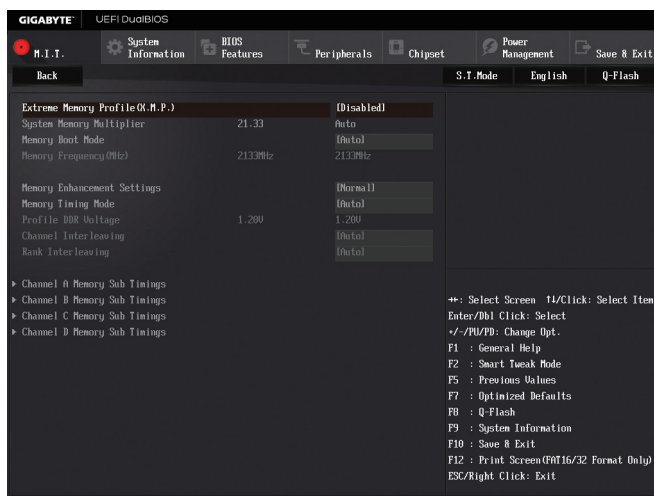 GIGABYTE™ UEFI DualBIOS
M.I.T. System Information BIOS Features Peripherals Chipset Power Management Save & Exit
Back S.T.Mode English Q-Flash
Extreme Memory Profile(X.M.P.) [Disabled]
System Memory Multiplier 21.33 Auto
Memory Boot Mode [Auto]
Memory Frequency(MHz) 2133MHz 2133MHz
Memory Enhancement Settings [Normal]
Memory Timing Mode [Auto]
Profile DDR Voltage 1.20V 1.20V
Channel Interleaving [Auto]
Rank Interleaving [Auto]
▶ Channel A Memory Sub Timings
▶ Channel B Memory Sub Timings
▶ Channel C Memory Sub Timings
▶ Channel D Memory Sub Timings
→←: Select Screen ↑↓/Click: Select Item
Enter/Dbl Click: Select
+/-/PU/PD: Change Opt.
F1 : General Help
F2 : Smart Tweak Mode
F5 : Previous Values
F7 : Optimized Defaults
F8 : Q-Flash
F9 : System Information
F10 : Save & Exit
F12 : Print Screen(FAT16/32 Format Only)
ESC/Right Click: Exit